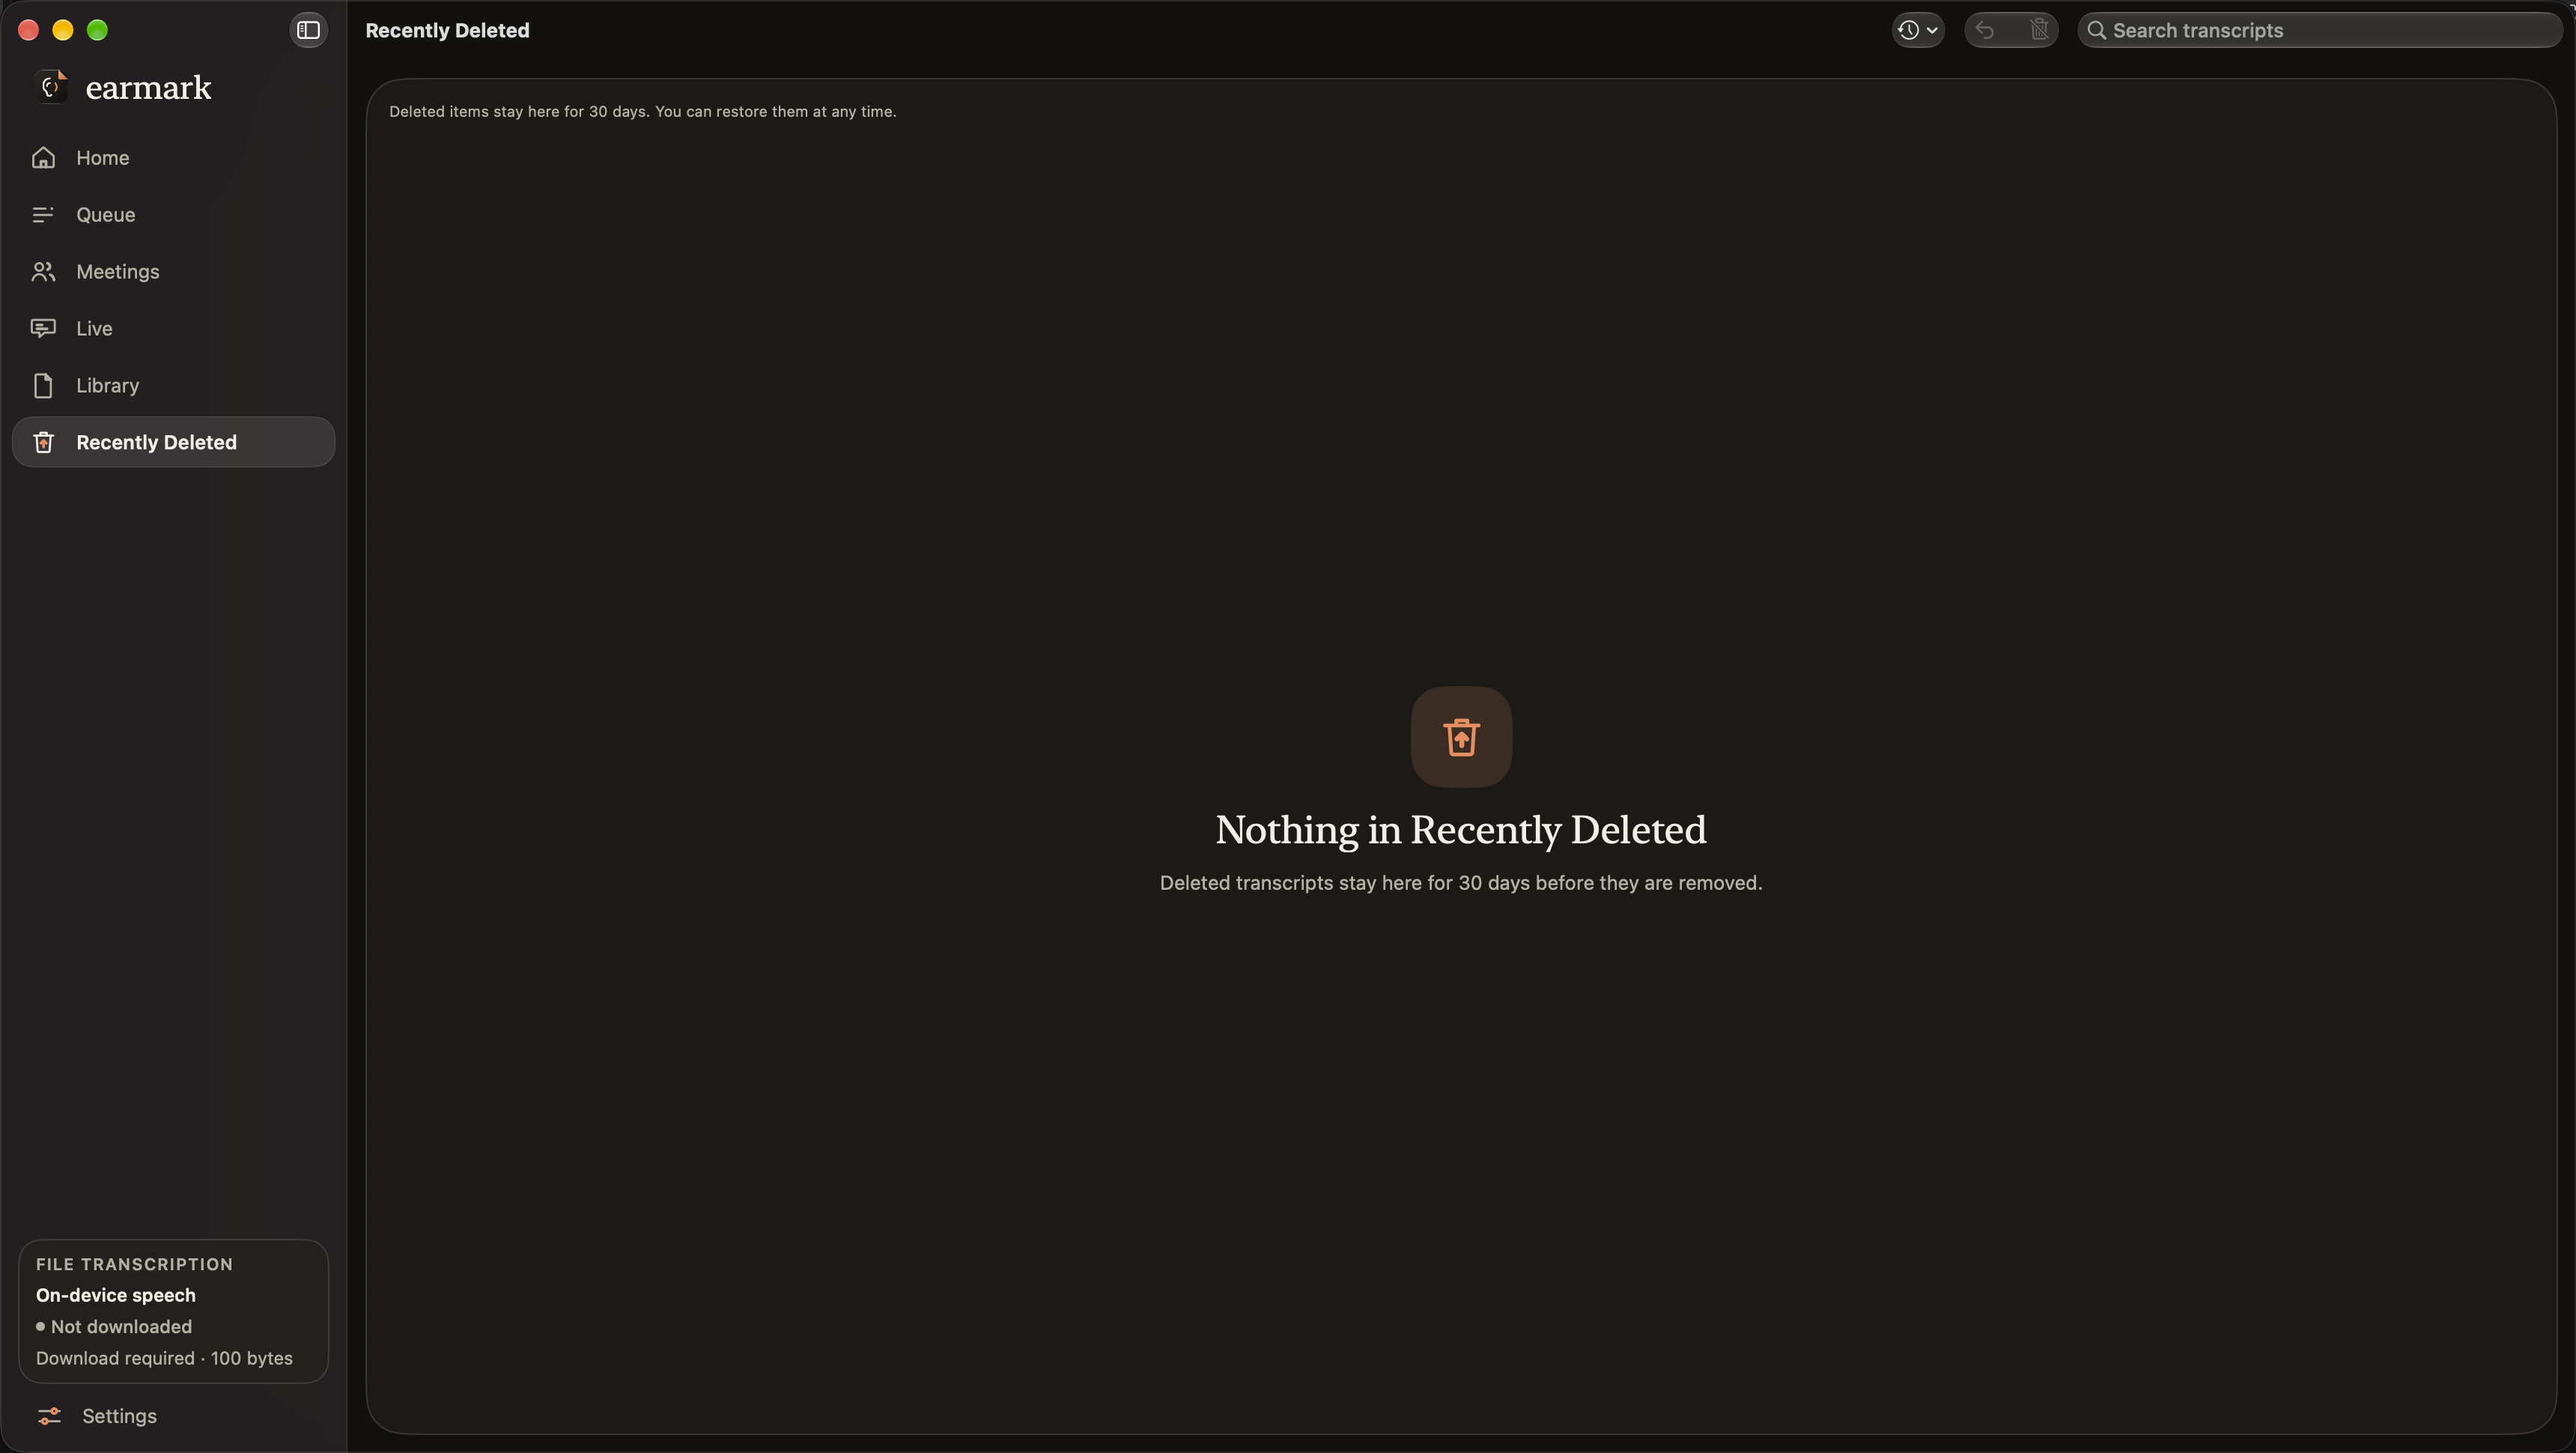 Recently Deleted
Search transcripts
earmark
Home
Queue
Meetings
Live
Library
Recently Deleted
Deleted items stay here for 30 days. You can restore them at any time.
Nothing in Recently Deleted
Deleted transcripts stay here for 30 days before they are removed.
FILE TRANSCRIPTION
On-device speech
Not downloaded
Download required · 100 bytes
Settings